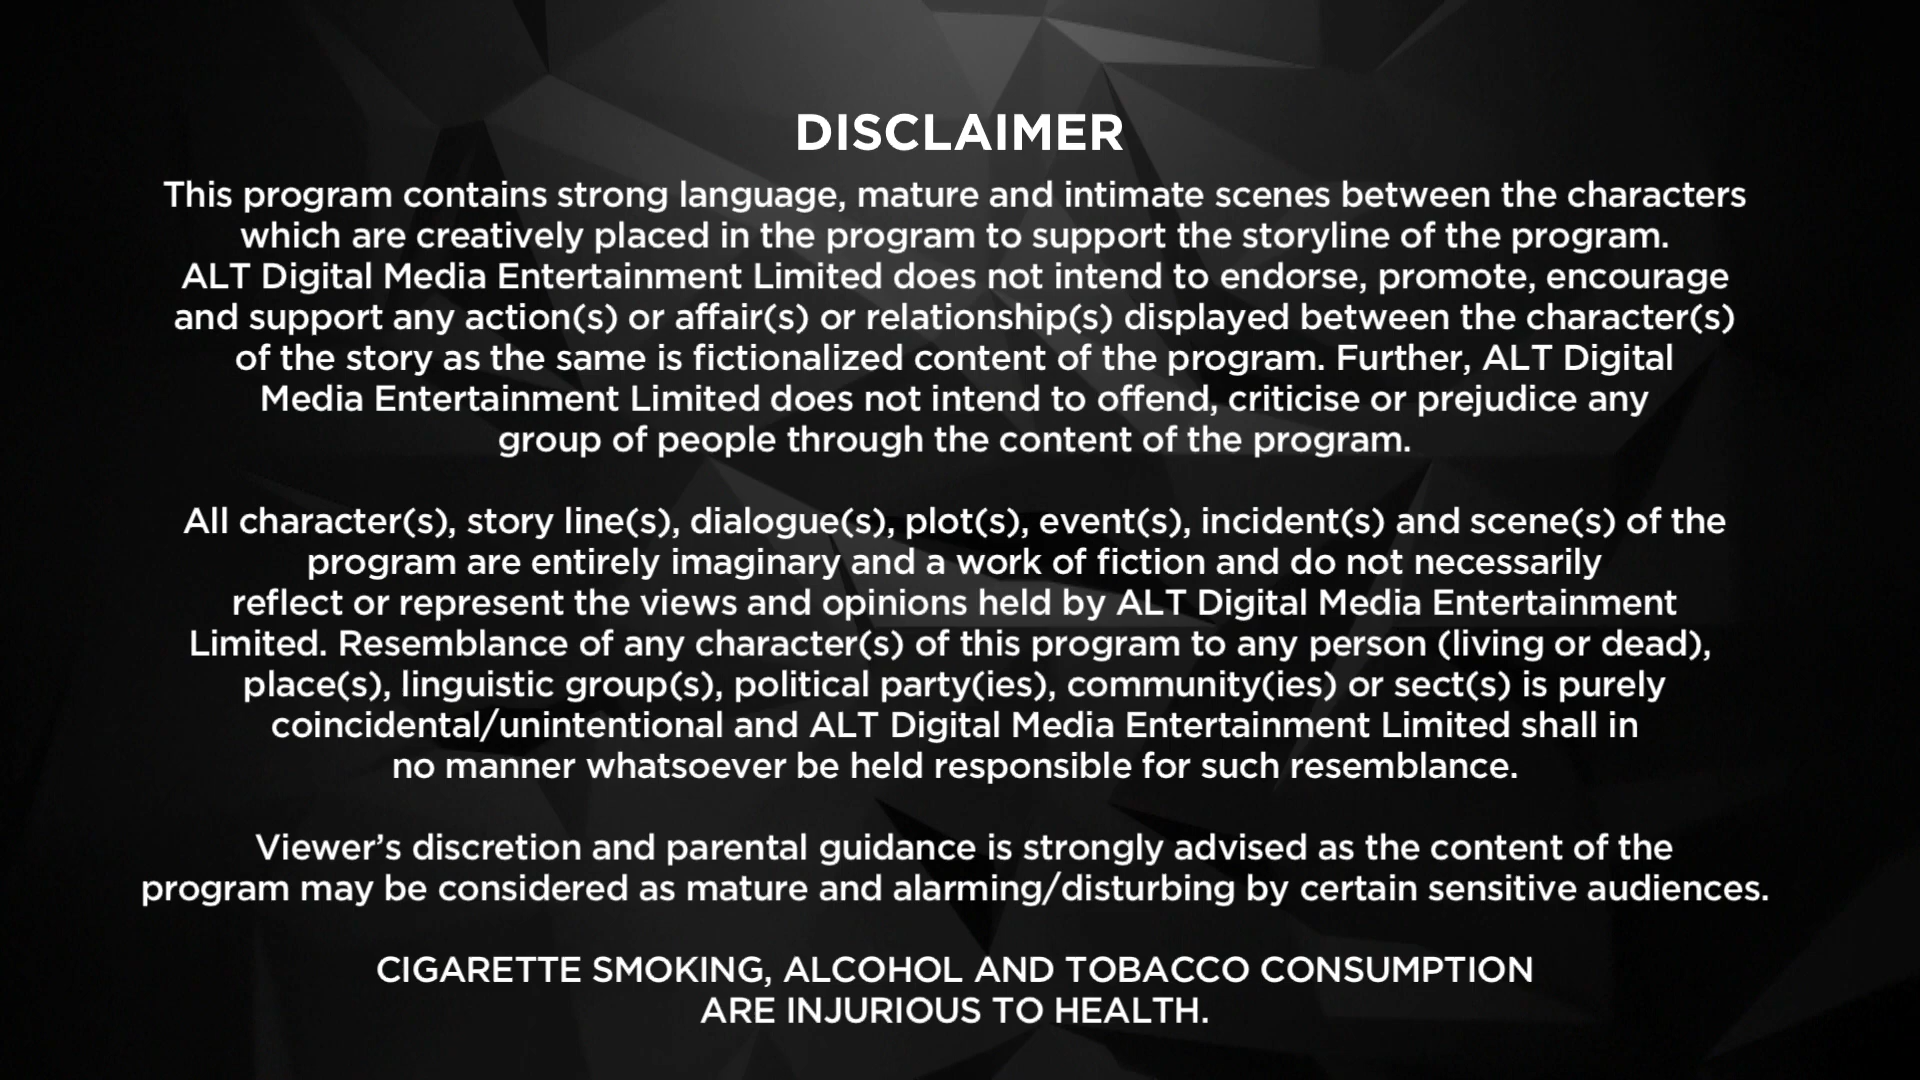 DISCLAIMER
This program contains strong language, mature and intimate scenes between the characters
which are creatively placed in the program to support the storyline of the program.
ALT Digital Media Entertainment Limited does not intend to endorse, promote, encourage
and support any action(s) or affair(s) or relationship(s) displayed between the character(s)
of the story as the same is fictionalized content of the program. Further, ALT Digital
Media Entertainment Limited does not intend to offend, criticise or prejudice any
group of people through the content of the program.
All character(s), story line(s), dialogue(s), plot(s), event(s), incident(s) and scene(s) of the
program are entirely imaginary and a work of fiction and do not necessarily
reflect or represent the views and opinions held by ALT Digital Media Entertainment
Limited. Resemblance of any character(s) of this program to any person (living or dead),
place(s), linguistic group(s), political party(ies), community(ies) or sect(s) is purely
coincidental/unintentional and ALT Digital Media Entertainment Limited shall in
no manner whatsoever be held responsible for such resemblance.
Viewer’s discretion and parental guidance is strongly advised as the content of the
program may be considered as mature and alarming/disturbing by certain sensitive audiences.
CIGARETTE SMOKING, ALCOHOL AND TOBACCO CONSUMPTION
ARE INJURIOUS TO HEALTH.